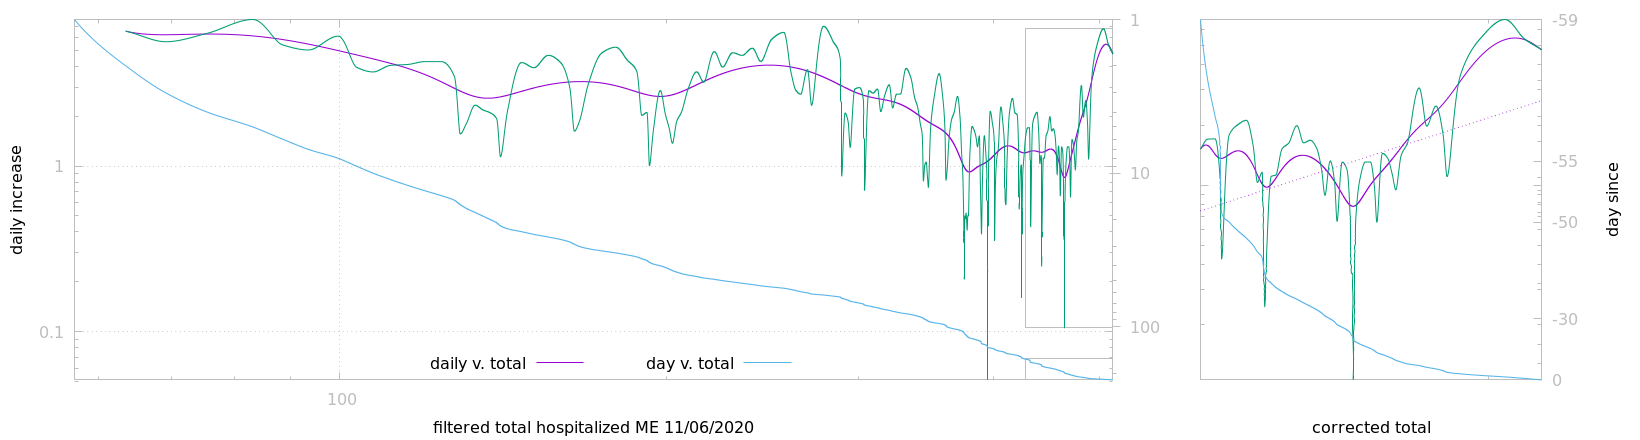 daily increase
1
0.1
100
daily v. total
day v. total
filtered total hospitalized ME 11/06/2020
1
10
100
-59
-55
-50
-30
0
day since
corrected total